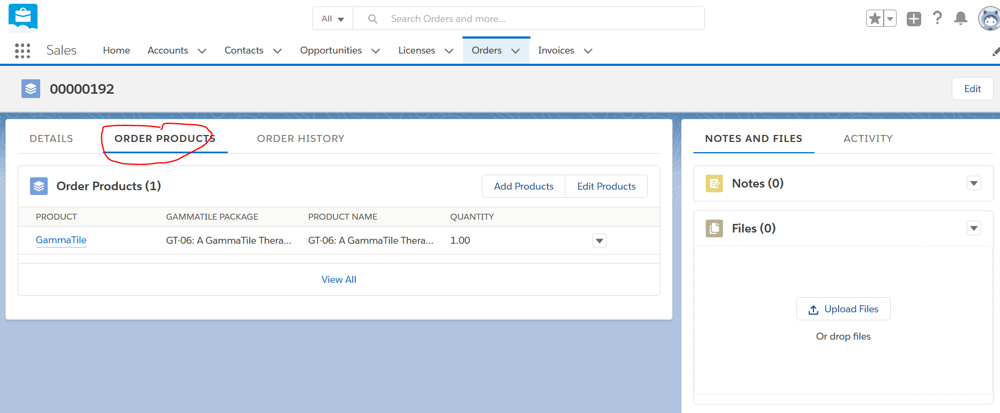 All
Search Orders and more...
Sales Home Accounts Contacts Opportunities Licenses Orders Invoices
00000192
Edit
DETAILS ORDER PRODUCTS ORDER HISTORY
Order Products (1)
Add Products Edit Products
PRODUCT GAMMATILE PACKAGE PRODUCT NAME QUANTITY
GammaTile GT-06: A GammaTile Thera... GT-06: A GammaTile Thera... 1.00
View All
NOTES AND FILES ACTIVITY
Notes (0)
Files (0)
Upload Files
Or drop files